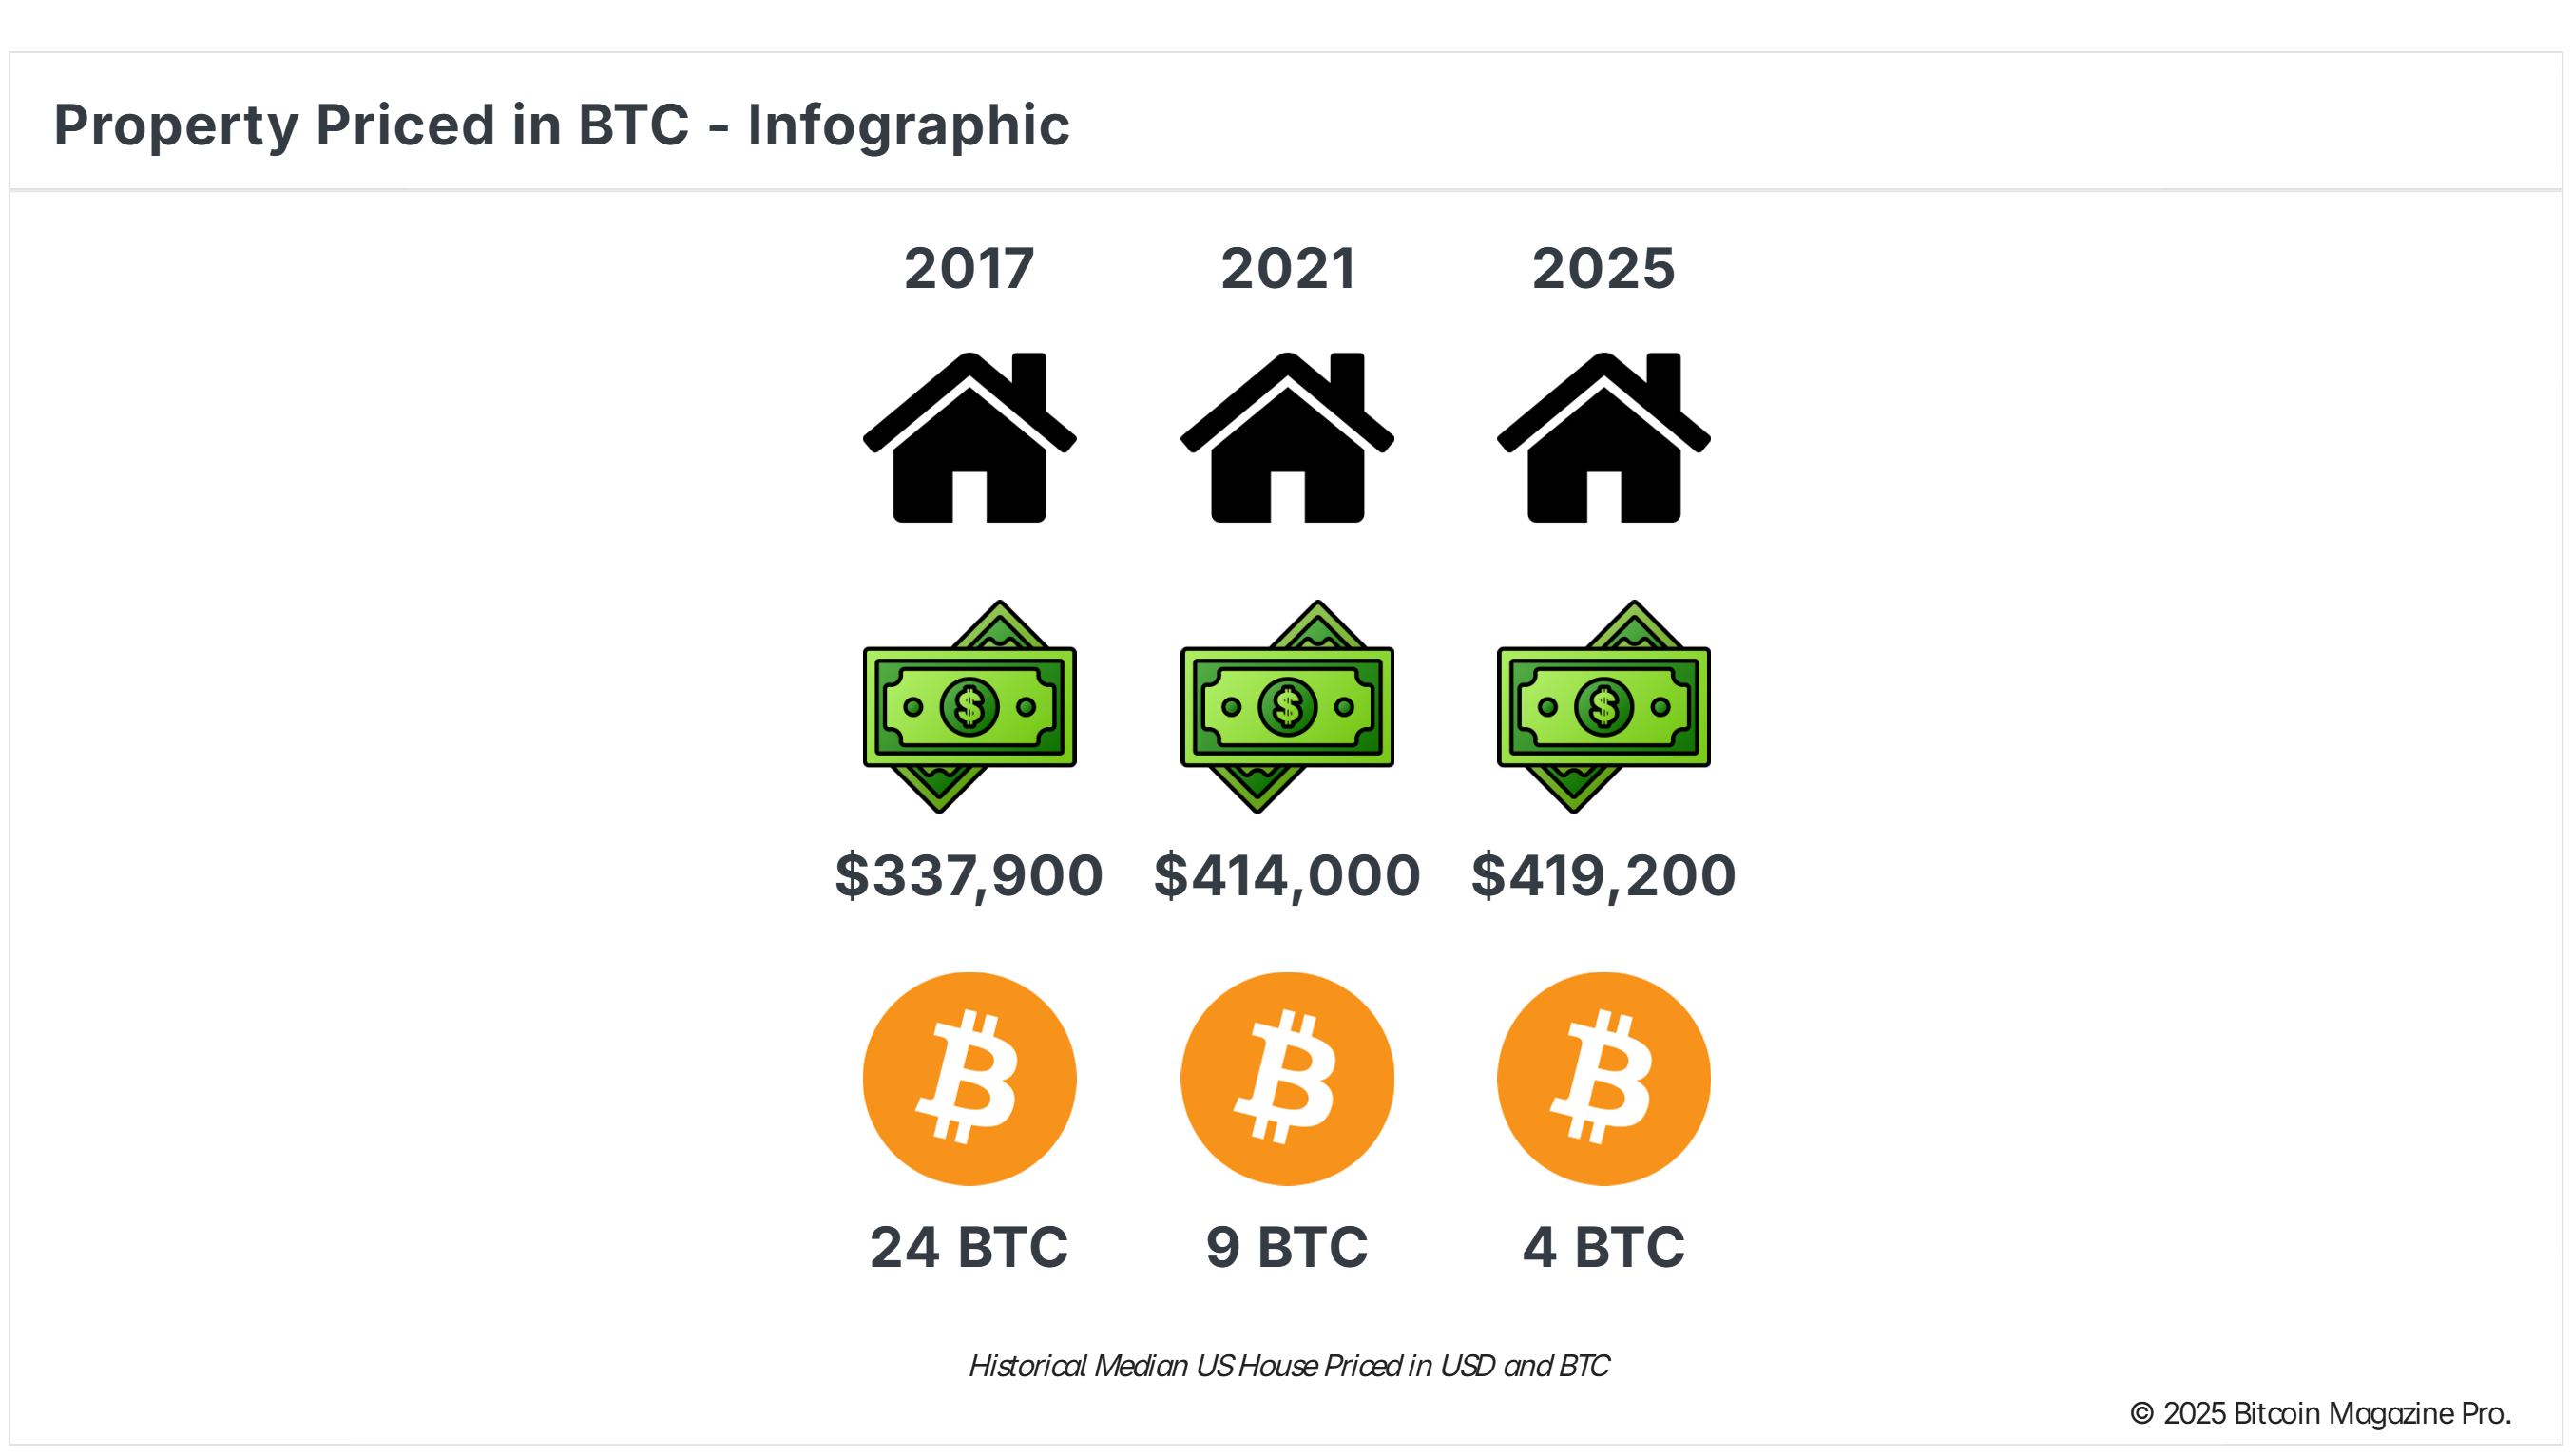 Property Priced in BTC - Infographic
2017 2021 2025
$337,900 $414,000 $419,200
24 BTC 9 BTC 4 BTC
Historical Median US House Priced in USD and BTC
© 2025 Bitcoin Magazine Pro.